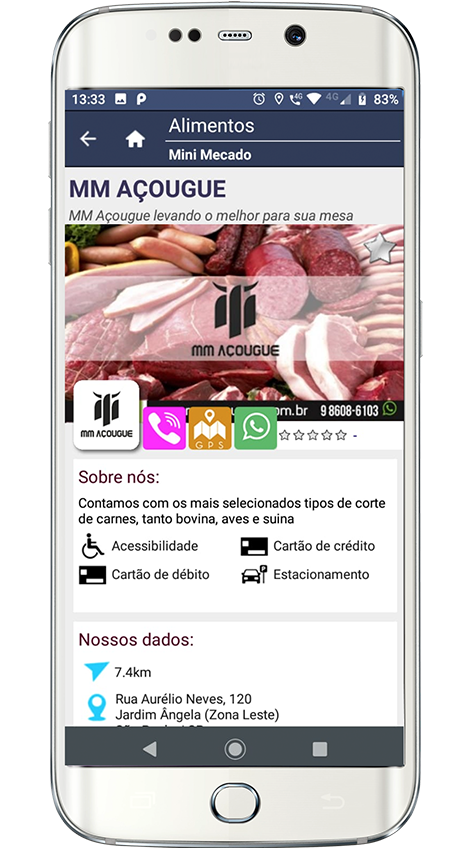 13:33 4G 4G 83%
Alimentos
Mini Mecado
MM AÇOUGUE
MM Açougue levando o melhor para sua mesa
MM AÇOUGUE
om.br 9 8608-6103
MM AÇOUGUE
GPS
-
Sobre nós:
Contamos com os mais selecionados tipos de corte
de carnes, tanto bovina, aves e suina
Acessibilidade Cartão de crédito
Cartão de débito Estacionamento
Nossos dados:
7.4km
Rua Aurélio Neves, 120
Jardim Ângela (Zona Leste)